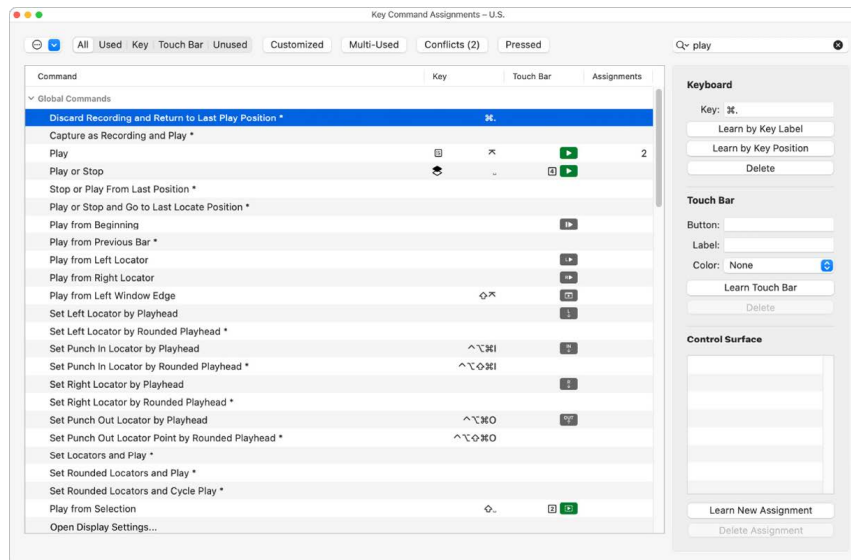 Key Command Assignments – U.S.
All Used Key Touch Bar Unused Customized Multi-Used Conflicts (2) Pressed play
Command Key Touch Bar Assignments
Global Commands
Discard Recording and Return to Last Play Position * ⌘.
Capture as Recording and Play *
Play ⌤ 2
Play or Stop ⎵ 4
Stop or Play From Last Position *
Play or Stop and Go to Last Locate Position *
Play from Beginning
Play from Previous Bar *
Play from Left Locator
Play from Right Locator
Play from Left Window Edge ⇧⌤
Set Left Locator by Playhead L
Set Left Locator by Rounded Playhead *
Set Punch In Locator by Playhead ⌃⌥⌘I IN
Set Punch In Locator by Rounded Playhead * ⌃⌥⇧⌘I
Set Right Locator by Playhead R
Set Right Locator by Rounded Playhead *
Set Punch Out Locator by Playhead ⌃⌥⌘O OUT
Set Punch Out Locator Point by Rounded Playhead * ⌃⌥⇧⌘O
Set Locators and Play *
Set Rounded Locators and Play *
Set Rounded Locators and Cycle Play *
Play from Selection ⇧⎵ 2
Open Display Settings...
Keyboard
Key: ⌘.
Learn by Key Label
Learn by Key Position
Delete
Touch Bar
Button:
Label:
Color: None
Learn Touch Bar
Delete
Control Surface
Learn New Assignment
Delete Assignment